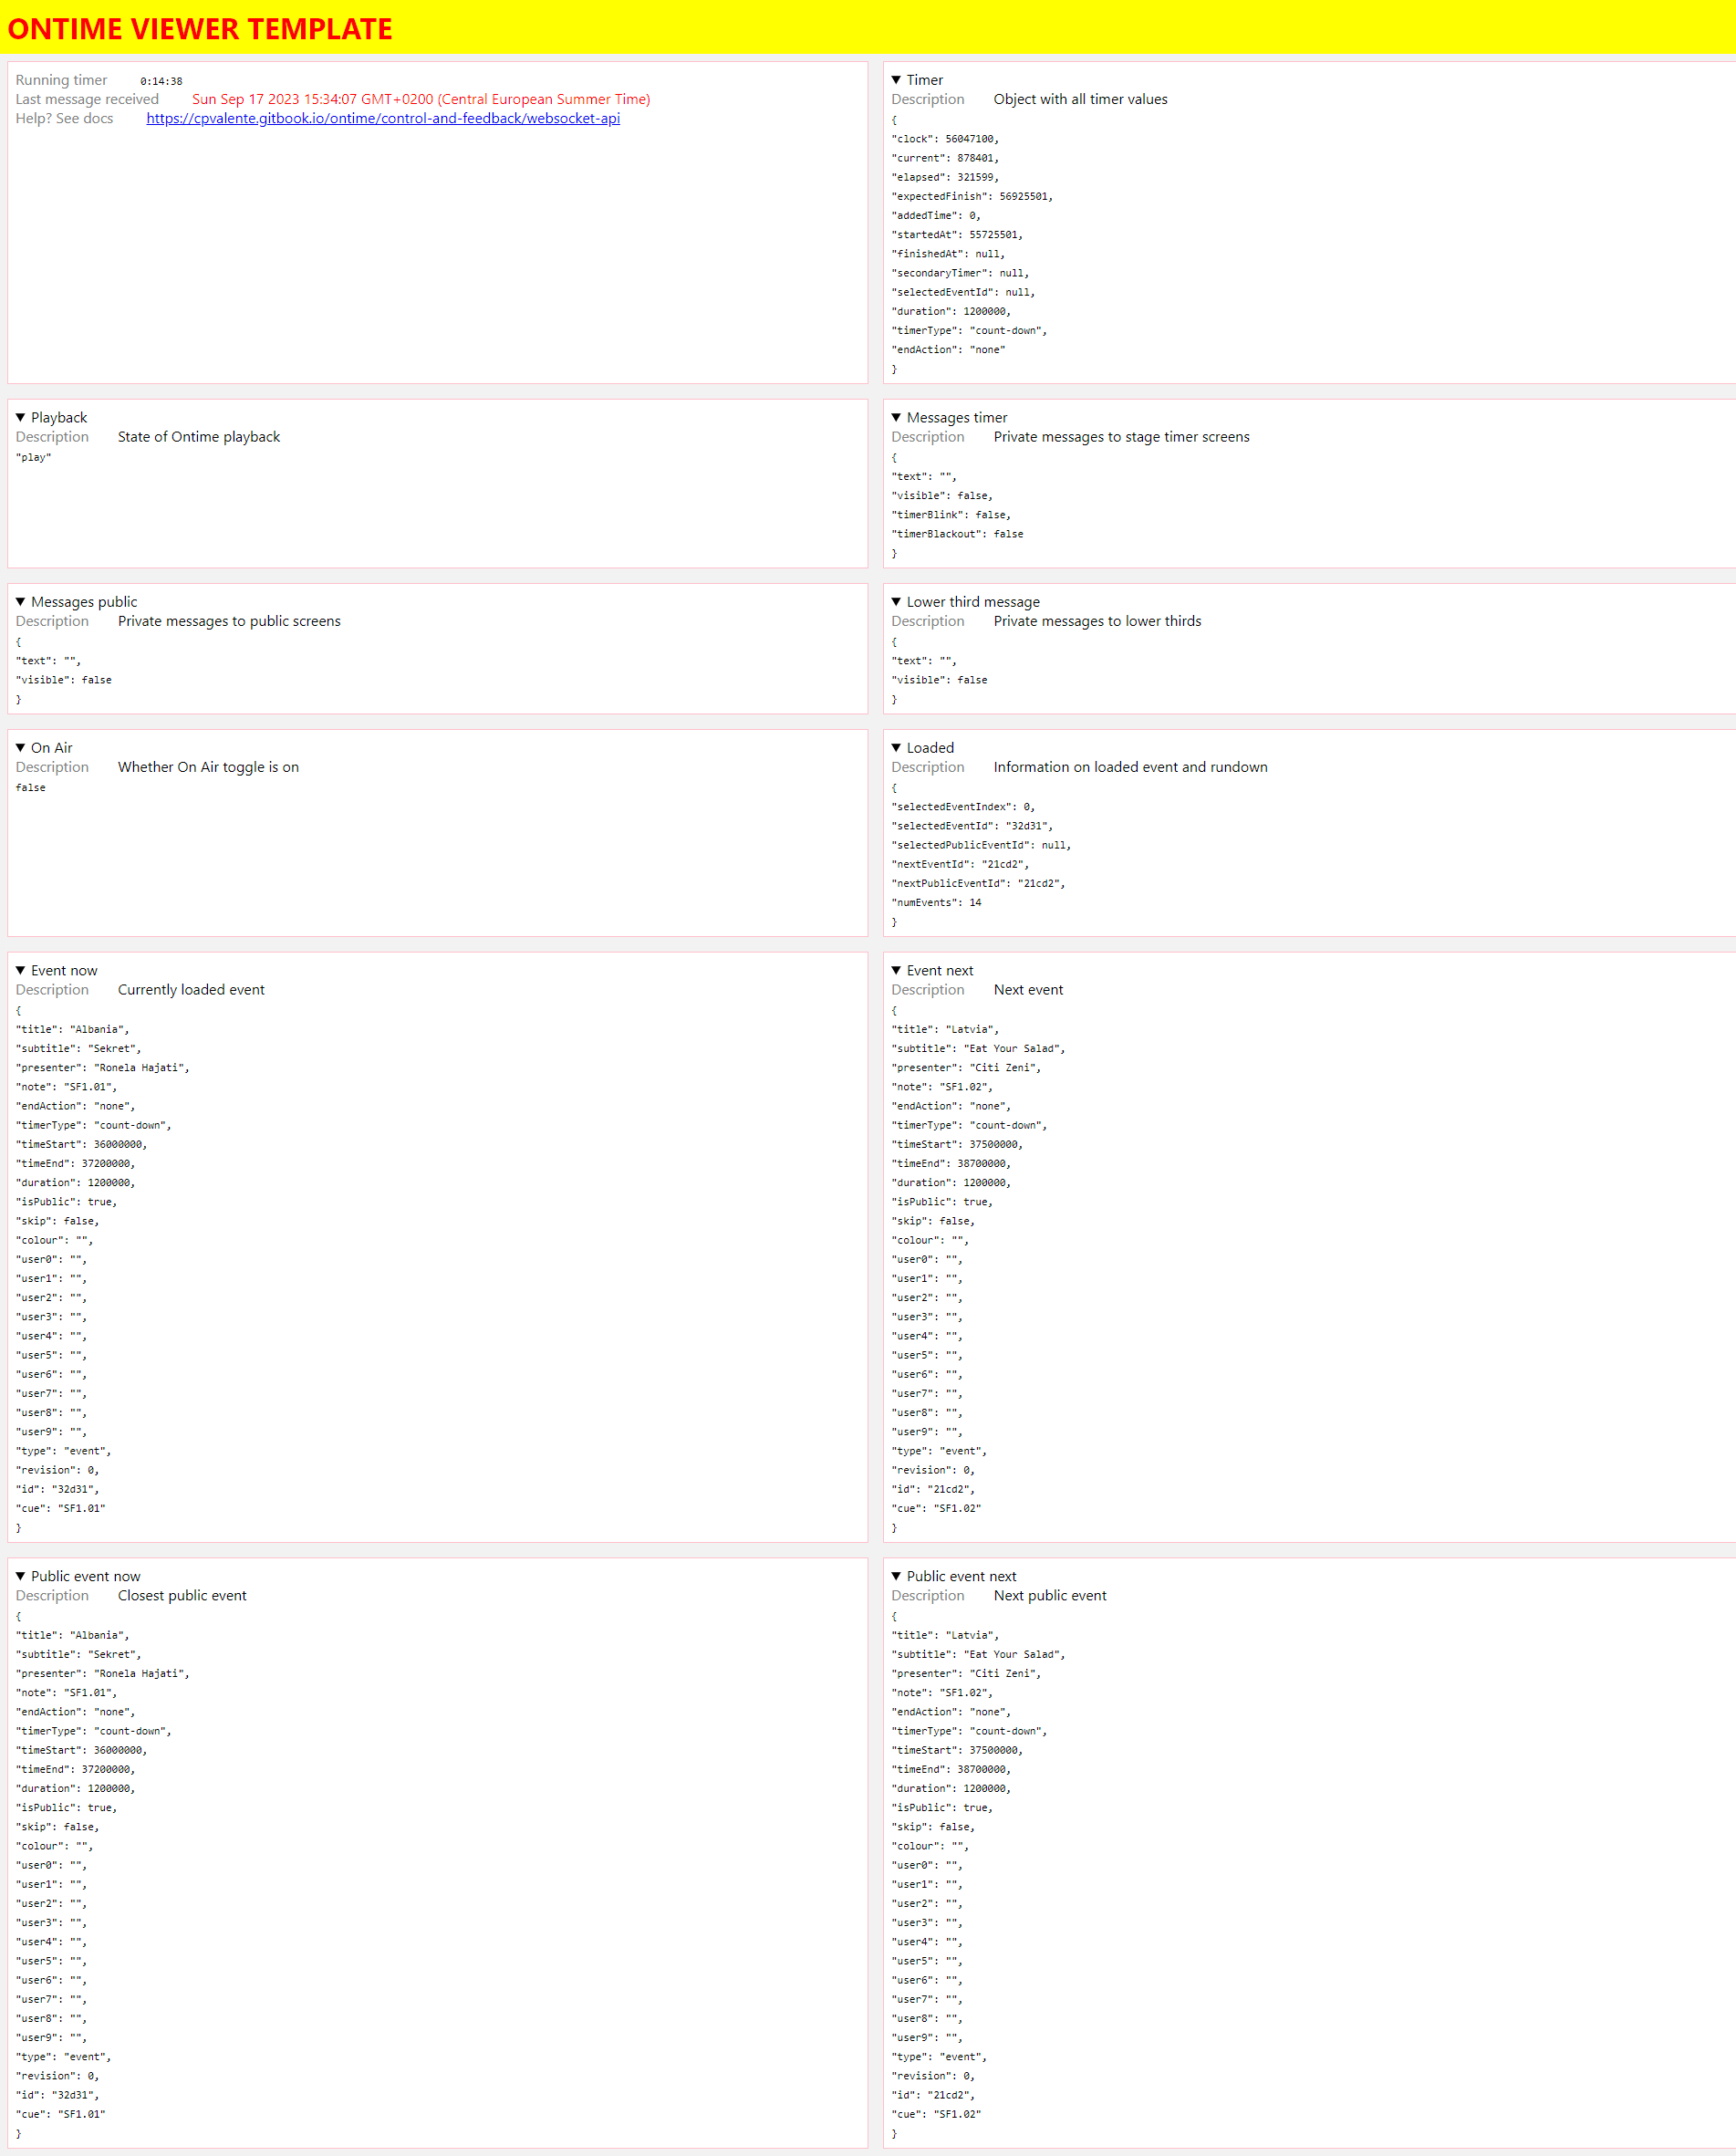 ONTIME VIEWER TEMPLATE
Running timer 0:14:38
Last message received Sun Sep 17 2023 15:34:07 GMT+0200 (Central European Summer Time)
Help? See docs https://cpvalente.gitbook.io/ontime/control-and-feedback/websocket-api
▼ Timer
Description Object with all timer values
{
"clock": 56047100,
"current": 878401,
"elapsed": 321599,
"expectedFinish": 56925501,
"addedTime": 0,
"startedAt": 55725501,
"finishedAt": null,
"secondaryTimer": null,
"selectedEventId": null,
"duration": 1200000,
"timerType": "count-down",
"endAction": "none"
}
▼ Playback
Description State of Ontime playback
"play"
▼ Messages timer
Description Private messages to stage timer screens
{
"text": "",
"visible": false,
"timerBlink": false,
"timerBlackout": false
}
▼ Messages public
Description Private messages to public screens
{
"text": "",
"visible": false
}
▼ Lower third message
Description Private messages to lower thirds
{
"text": "",
"visible": false
}
▼ On Air
Description Whether On Air toggle is on
false
▼ Loaded
Description Information on loaded event and rundown
{
"selectedEventIndex": 0,
"selectedEventId": "32d31",
"selectedPublicEventId": null,
"nextEventId": "21cd2",
"nextPublicEventId": "21cd2",
"numEvents": 14
}
▼ Event now
Description Currently loaded event
{
"title": "Albania",
"subtitle": "Sekret",
"presenter": "Ronela Hajati",
"note": "SF1.01",
"endAction": "none",
"timerType": "count-down",
"timeStart": 36000000,
"timeEnd": 37200000,
"duration": 1200000,
"isPublic": true,
"skip": false,
"colour": "",
"user0": "",
"user1": "",
"user2": "",
"user3": "",
"user4": "",
"user5": "",
"user6": "",
"user7": "",
"user8": "",
"user9": "",
"type": "event",
"revision": 0,
"id": "32d31",
"cue": "SF1.01"
}
▼ Event next
Description Next event
{
"title": "Latvia",
"subtitle": "Eat Your Salad",
"presenter": "Citi Zeni",
"note": "SF1.02",
"endAction": "none",
"timerType": "count-down",
"timeStart": 37500000,
"timeEnd": 38700000,
"duration": 1200000,
"isPublic": true,
"skip": false,
"colour": "",
"user0": "",
"user1": "",
"user2": "",
"user3": "",
"user4": "",
"user5": "",
"user6": "",
"user7": "",
"user8": "",
"user9": "",
"type": "event",
"revision": 0,
"id": "21cd2",
"cue": "SF1.02"
}
▼ Public event now
Description Closest public event
{
"title": "Albania",
"subtitle": "Sekret",
"presenter": "Ronela Hajati",
"note": "SF1.01",
"endAction": "none",
"timerType": "count-down",
"timeStart": 36000000,
"timeEnd": 37200000,
"duration": 1200000,
"isPublic": true,
"skip": false,
"colour": "",
"user0": "",
"user1": "",
"user2": "",
"user3": "",
"user4": "",
"user5": "",
"user6": "",
"user7": "",
"user8": "",
"user9": "",
"type": "event",
"revision": 0,
"id": "32d31",
"cue": "SF1.01"
}
▼ Public event next
Description Next public event
{
"title": "Latvia",
"subtitle": "Eat Your Salad",
"presenter": "Citi Zeni",
"note": "SF1.02",
"endAction": "none",
"timerType": "count-down",
"timeStart": 37500000,
"timeEnd": 38700000,
"duration": 1200000,
"isPublic": true,
"skip": false,
"colour": "",
"user0": "",
"user1": "",
"user2": "",
"user3": "",
"user4": "",
"user5": "",
"user6": "",
"user7": "",
"user8": "",
"user9": "",
"type": "event",
"revision": 0,
"id": "21cd2",
"cue": "SF1.02"
}